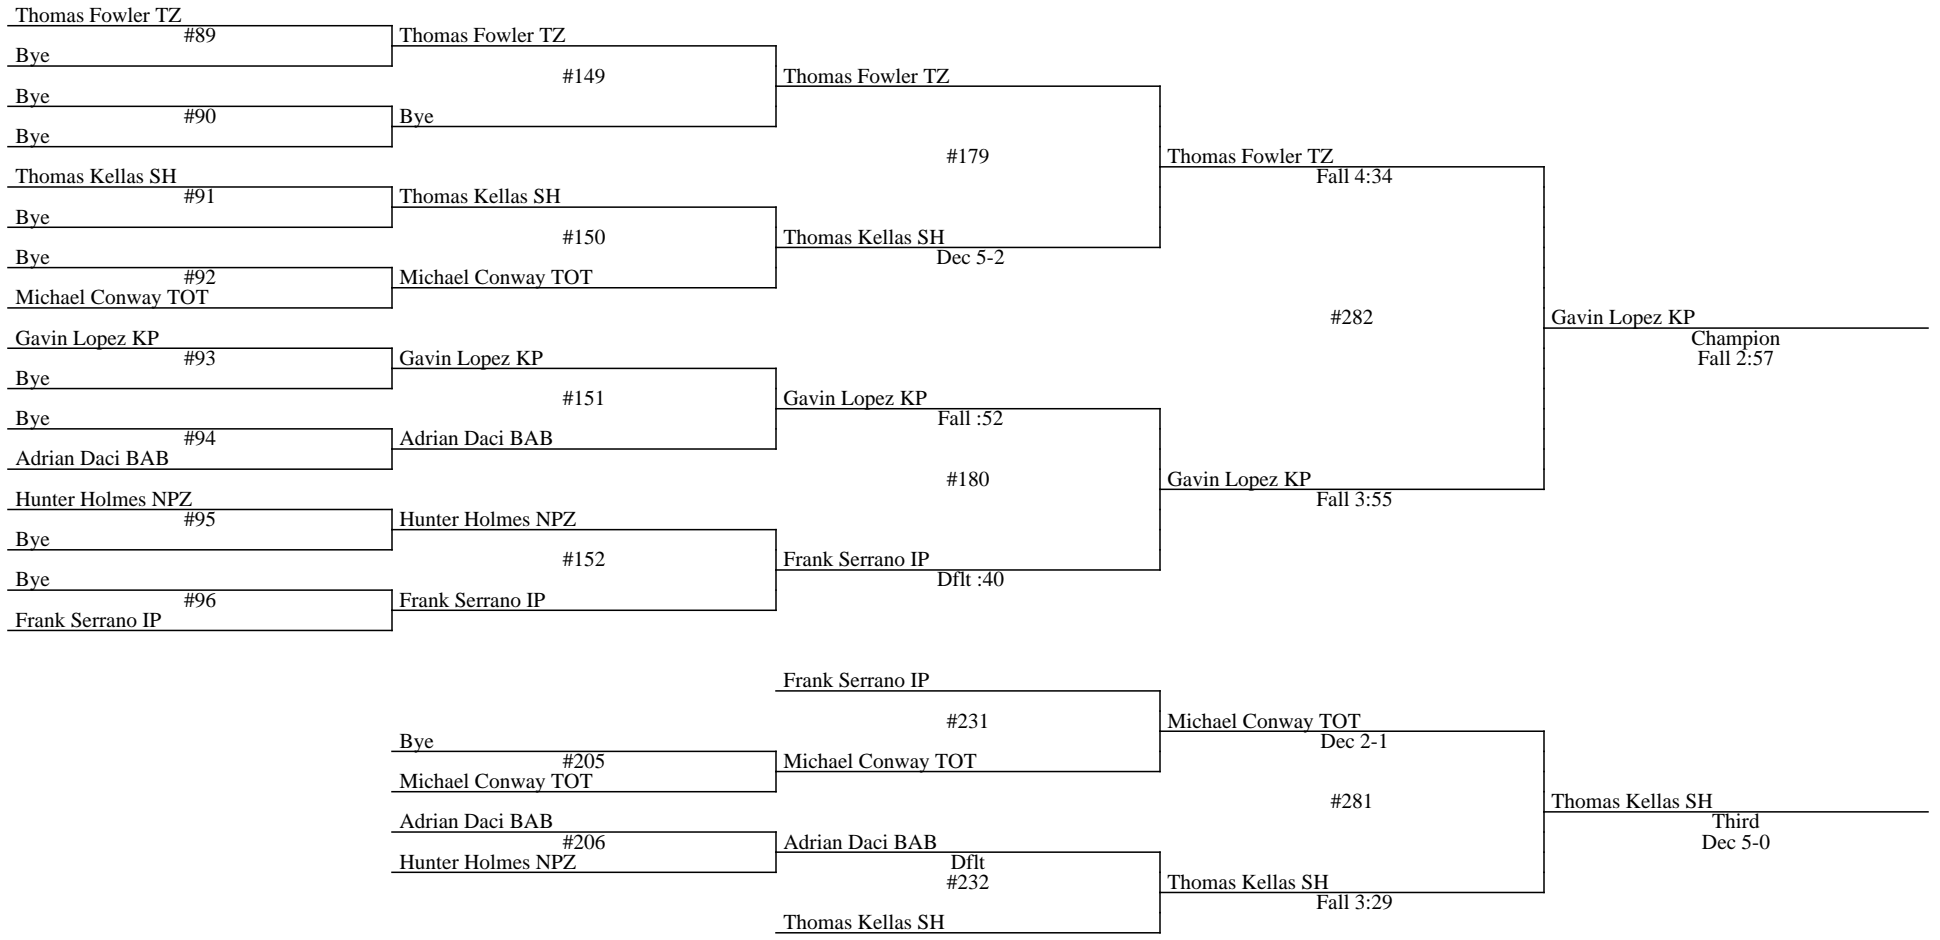 Thomas Fowler TZ
#89
Bye
Bye
#90
Bye
Thomas Kellas SH
#91
Bye
Bye
#92
Michael Conway TOT
Gavin Lopez KP
#93
Bye
Bye
#94
Adrian Daci BAB
Hunter Holmes NPZ
#95
Bye
Bye
#96
Frank Serrano IP
Thomas Fowler TZ
#149
Bye
Thomas Kellas SH
#150
Michael Conway TOT
Gavin Lopez KP
#151
Adrian Daci BAB
Hunter Holmes NPZ
#152
Frank Serrano IP
Thomas Fowler TZ
#179
Thomas Kellas SH
Dec 5-2
Gavin Lopez KP
Fall :52
#180
Frank Serrano IP
Dflt :40
Thomas Fowler TZ
Fall 4:34
#282
Gavin Lopez KP
Fall 3:55
Gavin Lopez KP
Champion
Fall 2:57
Bye
#205
Michael Conway TOT
Adrian Daci BAB
#206
Hunter Holmes NPZ
Frank Serrano IP
#231
Michael Conway TOT
Adrian Daci BAB
Dflt
#232
Thomas Kellas SH
Michael Conway TOT
Dec 2-1
#281
Thomas Kellas SH
Fall 3:29
Thomas Kellas SH
Third
Dec 5-0